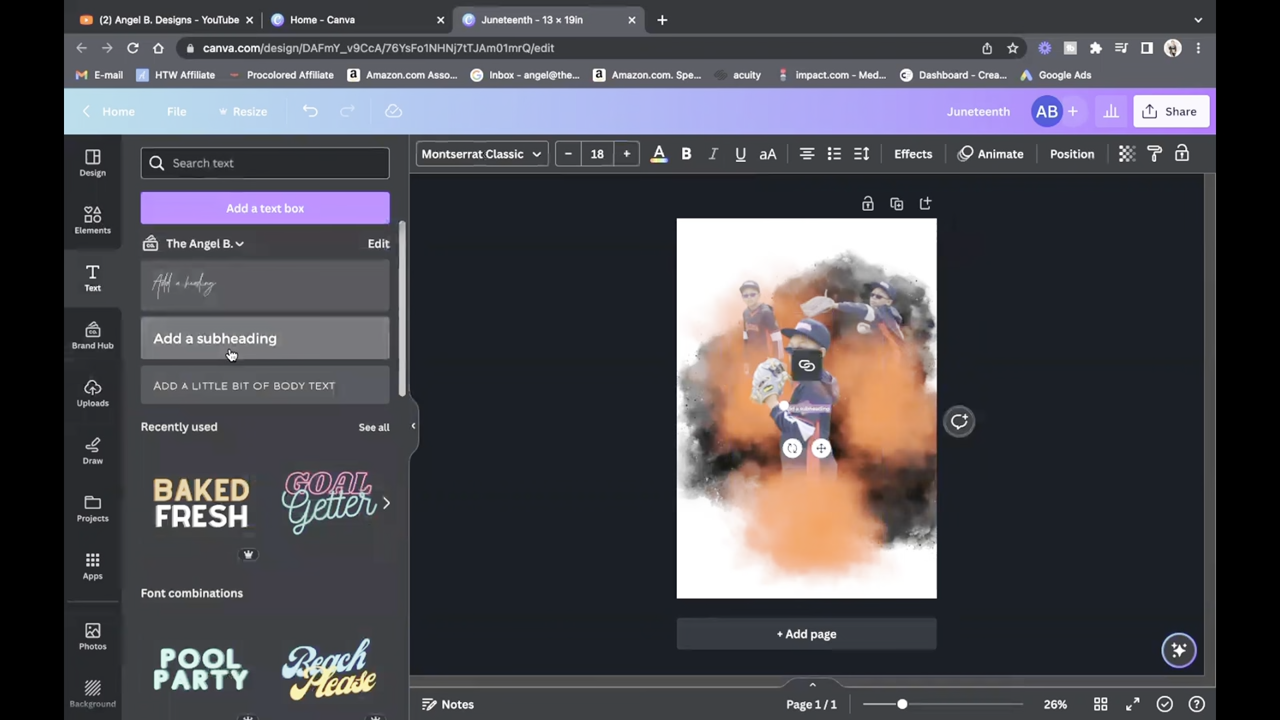 (2) Angel B. Designs - YouTube
Home - Canva
Juneteenth - 13 × 19in
canva.com/design/DAFmY_v9CcA/76YsFo1NHNj7tTJAm01mrQ/edit
E-mail
HTW Affiliate
Procolored Affiliate
Amazon.com Asso...
Inbox - angel@the...
Amazon.com. Spe...
acuity
impact.com - Med...
Dashboard - Crea...
Google Ads
Home
File
Resize
Juneteenth
AB
+
Share
Design
Elements
Text
Brand Hub
Uploads
Draw
Projects
Apps
Photos
Background
Search text
Add a text box
The Angel B.
Edit
Add a heading
Add a subheading
ADD A LITTLE BIT OF BODY TEXT
Recently used
See all
BAKED
FRESH
GOAL
Getter
Font combinations
POOL
PARTY
Beach
Please
Montserrat Classic
– 18 +
A
B
I
U
aA
Effects
Animate
Position
Add a subheading
+ Add page
Notes
Page 1 / 1
26%